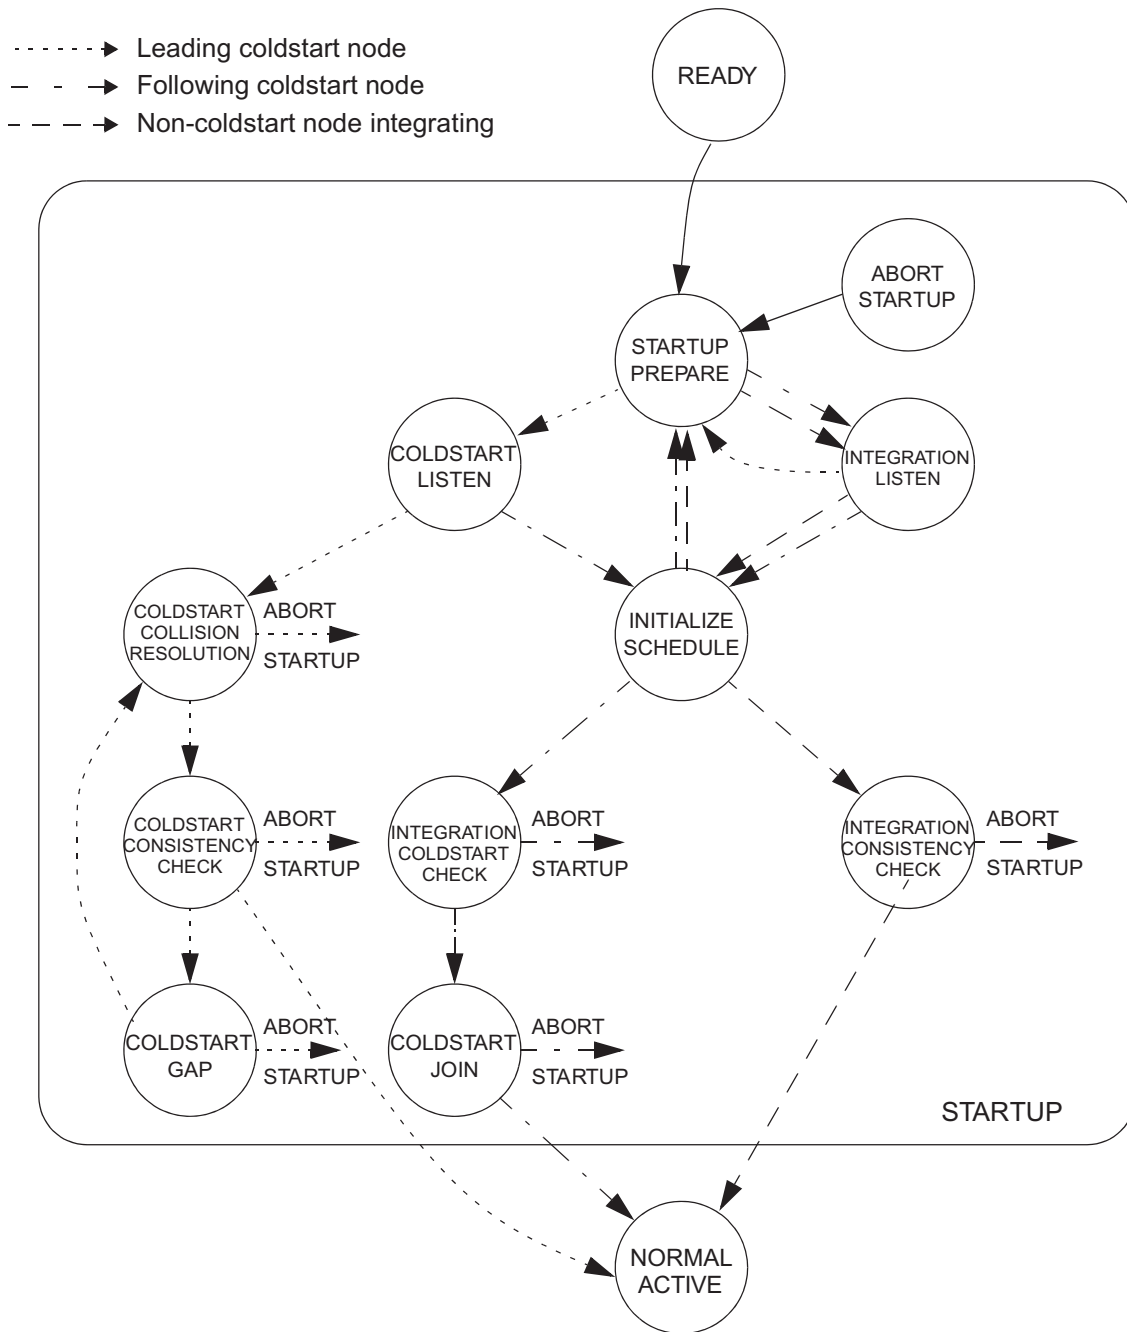 Leading coldstart node
Following coldstart node
Non-coldstart node integrating
READY
ABORT
STARTUP
STARTUP
PREPARE
COLDSTART
LISTEN
INTEGRATION
LISTEN
COLDSTART
COLLISION
RESOLUTION
ABORT
STARTUP
INITIALIZE
SCHEDULE
COLDSTART
CONSISTENCY
CHECK
ABORT
STARTUP
INTEGRATION
COLDSTART
CHECK
ABORT
STARTUP
INTEGRATION
CONSISTENCY
CHECK
ABORT
STARTUP
COLDSTART
GAP
ABORT
STARTUP
COLDSTART
JOIN
ABORT
STARTUP
STARTUP
NORMAL
ACTIVE